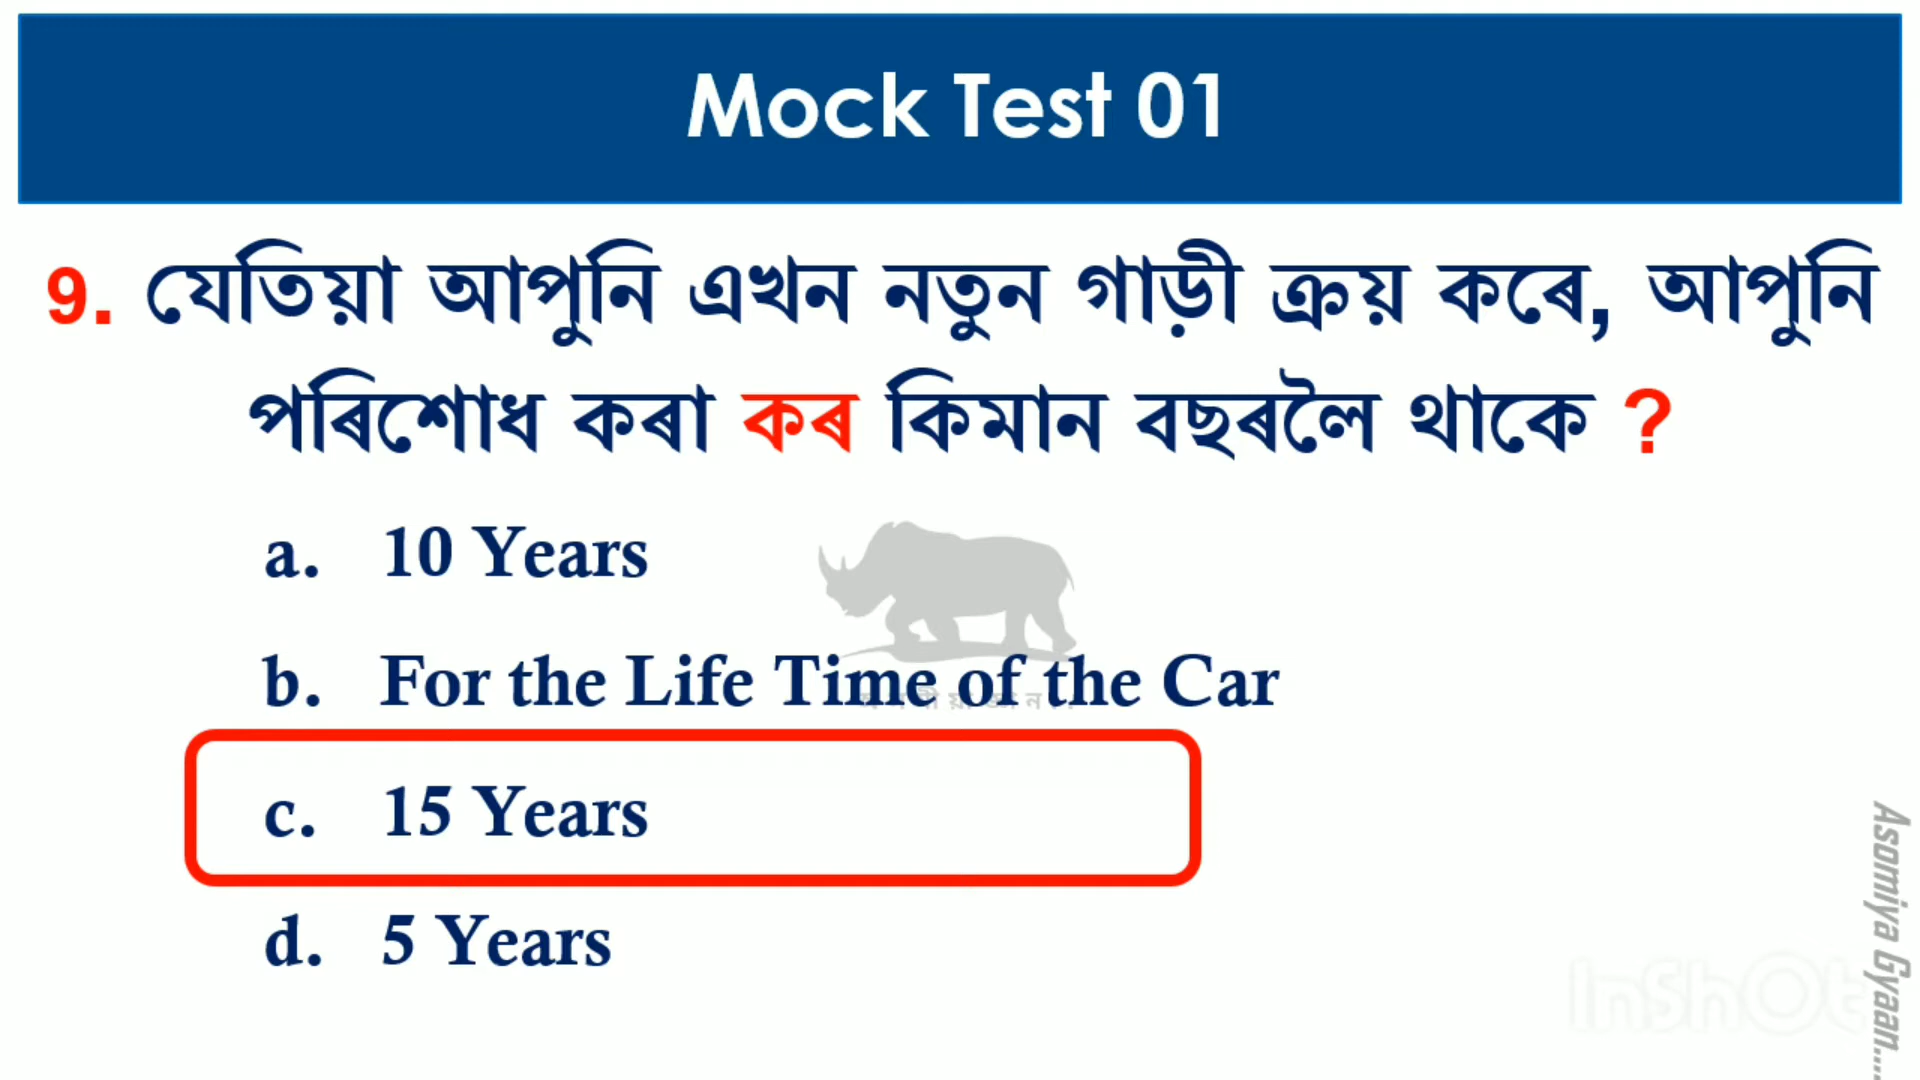 Mock Test 01
9. যেতিয়া আপুনি এখন নতুন গাড়ী ক্ৰয় কৰে, আপুনি
পৰিশোধ কৰা কৰ কিমান বছৰলৈ থাকে ?
a. 10 Years
b. For the Life Time of the Car
c. 15 Years
d. 5 Years
Asomiya Gyaan....
InShOt